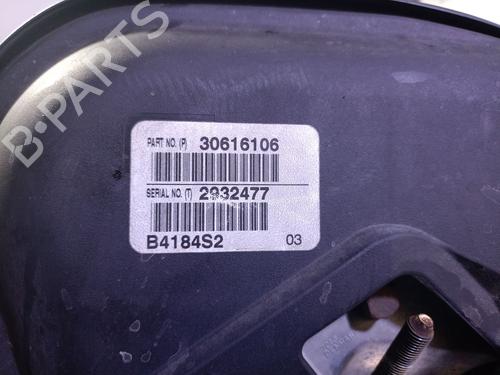 B-PARTS
PART NO. (P) 30616106
SERIAL NO. (T) 2932477
B4184S2 03